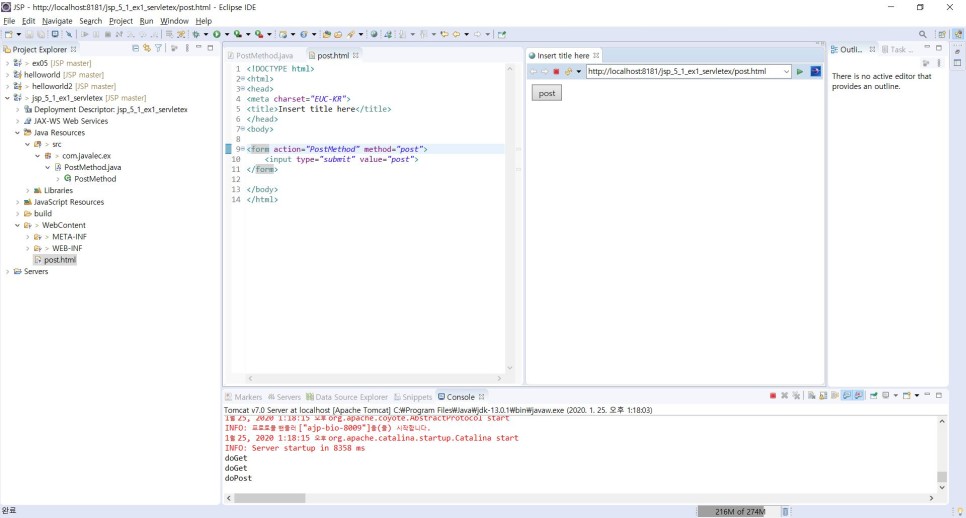 JSP - http://localhost:8181/jsp_5_1_ex1_servletex/post.html - Eclipse IDE
File Edit Navigate Search Project Run Window Help
Project Explorer
> ex05 [JSP master]
helloworld [JSP master]
> helloworld2 [JSP master]
> jsp_5_1_ex1_servletex [JSP master]
Deployment Descriptor: jsp_5_1_ex1_servletex
JAX-WS Web Services
Java Resources
> src
> com.javalec.ex
> PostMethod.java
PostMethod
Libraries
JavaScript Resources
build
> WebContent
> META-INF
> WEB-INF
post.html
Servers
PostMethod.java post.html
1 <!DOCTYPE html>
2 <html>
3 <head>
4 <meta charset="EUC-KR">
5 <title>Insert title here</title>
6 </head>
7 <body>
8
9 <form action="PostMethod" method="post">
10 <input type="submit" value="post">
11 </form>
12
13 </body>
14 </html>
Insert title here
http://localhost:8181/jsp_5_1_ex1_servletex/post.html
post
Outli... Task ...
There is no active editor that
provides an outline.
Markers Servers Data Source Explorer Snippets Console
Tomcat v7.0 Server at localhost [Apache Tomcat] C:₩Program Files₩Java₩jdk-13.0.1₩bin₩javaw.exe (2020. 1. 25. 오후 1:18:03)
1월 25, 2020 1:18:15 오후 org.apache.coyote.AbstractProtocol start
INFO: 프로토콜 핸들러 ["ajp-bio-8009"]을(를) 시작합니다.
1월 25, 2020 1:18:15 오후 org.apache.catalina.startup.Catalina start
INFO: Server startup in 8358 ms
doGet
doGet
doPost
완료
216M of 274M